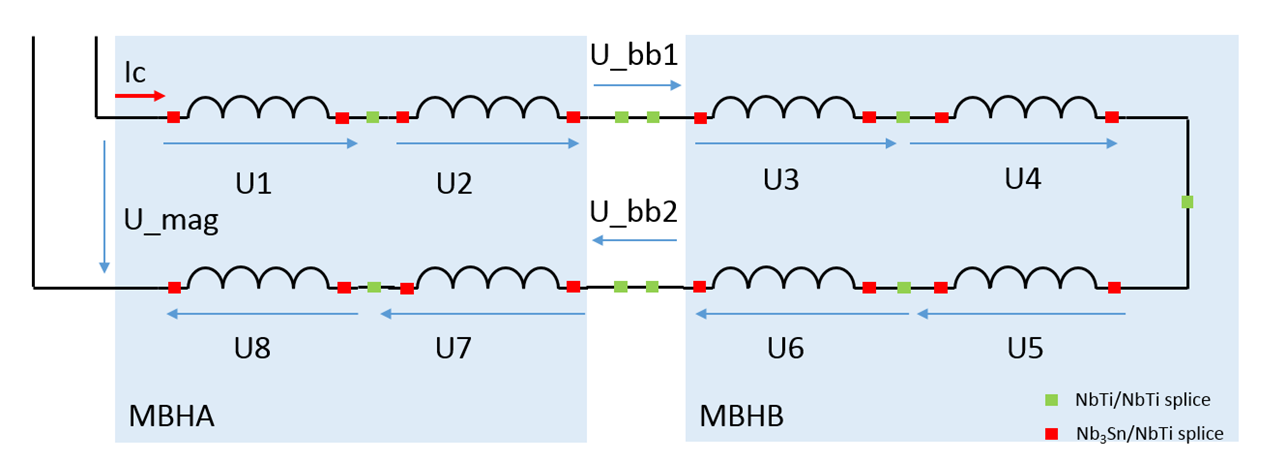 Ic
U_bb1
U1
U2
U3
U4
U_mag
U_bb2
U8
U7
U6
U5
MBHA
MBHB
NbTi/NbTi splice
Nb₃Sn/NbTi splice